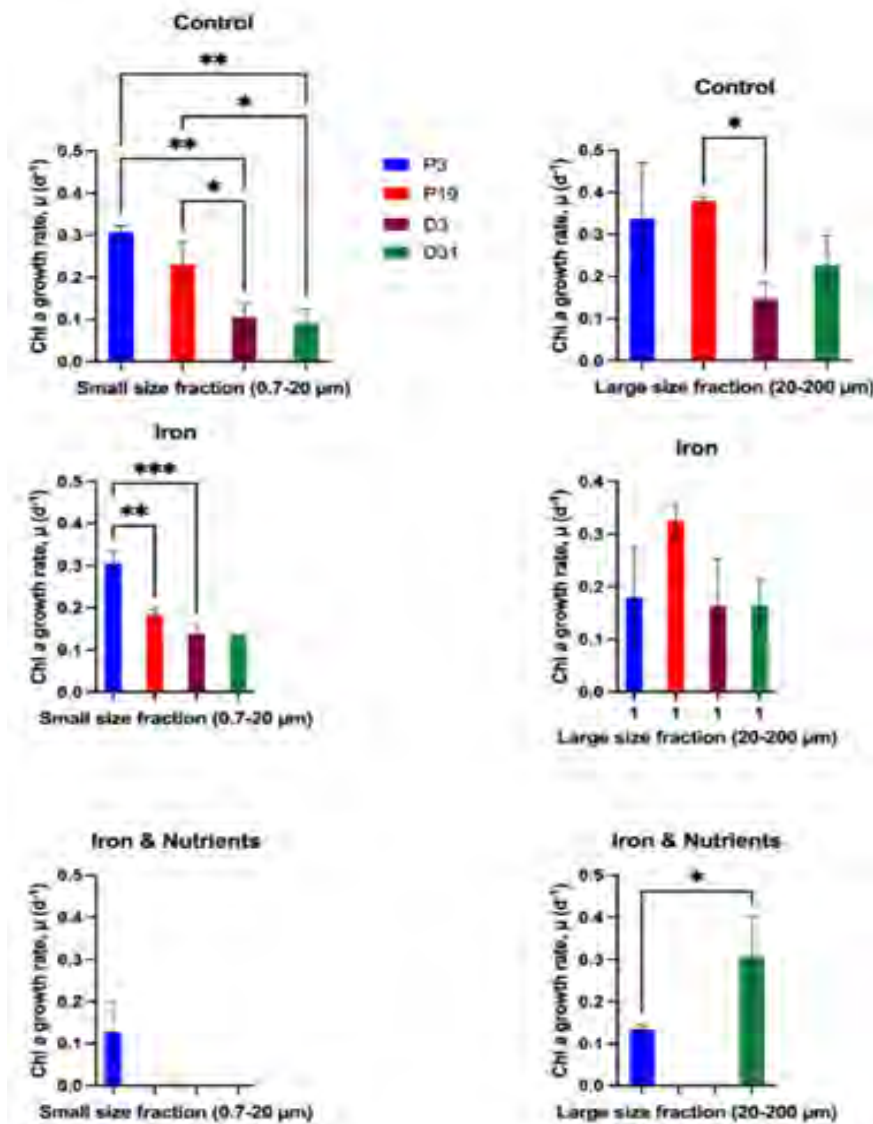 Control
**
*
**
*
0.5
0.4
0.3
0.2
0.1
0.0
Chl a growth rate, μ (d⁻¹)
Small size fraction (0.7-20 μm)
P3
P19
D3
D31
Control
*
0.5
0.4
0.3
0.2
0.1
0.0
Chl a growth rate, μ (d⁻¹)
Large size fraction (20-200 μm)
Iron
***
**
0.5
0.4
0.3
0.2
0.1
0.0
Chl a growth rate, μ (d⁻¹)
Small size fraction (0.7-20 μm)
Iron
0.4
0.3
0.2
0.1
0.0
Chl a growth rate, μ (d⁻¹)
1 1 1 1
Large size fraction (20-200 μm)
Iron & Nutrients
0.5
0.4
0.3
0.2
0.1
0.0
Chl a growth rate, μ (d⁻¹)
Small size fraction (0.7-20 μm)
Iron & Nutrients
*
0.5
0.4
0.3
0.2
0.1
0.0
Chl a growth rate, μ (d⁻¹)
Large size fraction (20-200 μm)